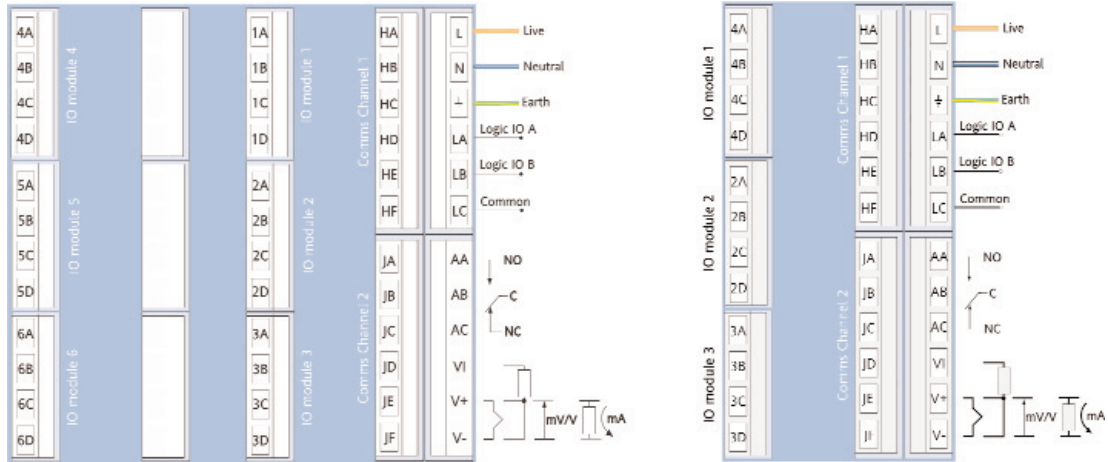 4A
4B
4C
4D
IO module 4
1A
1B
1C
1D
IO module 1
HA
HB
HC
HD
HE
HF
Comms Channel 1
L
N
LA
LB
LC
Live
Neutral
Earth
Logic IO A
Logic IO B
Common
5A
5B
5C
5D
IO module 5
2A
2B
2C
2D
IO module 2
6A
6B
6C
6D
IO module 6
3A
3B
3C
3D
IO module 3
Comms Channel 2
JA
JB
JC
JD
JE
JF
AA
AB
AC
VI
V+
V-
NO
C
NC
mV/V
mA
IO module 1
4A
4B
4C
4D
IO module 2
2A
2B
2C
2D
IO module 3
3A
3B
3C
3D
Comms Channel 1
HA
HB
HC
HD
HE
HF
L
N
LA
LB
LC
Live
Neutral
Earth
Logic IO A
Logic IO B
Common
Comms Channel 2
JA
JB
JC
JD
JE
JF
AA
AB
AC
VI
V+
V-
NO
C
NC
mV/V
mA